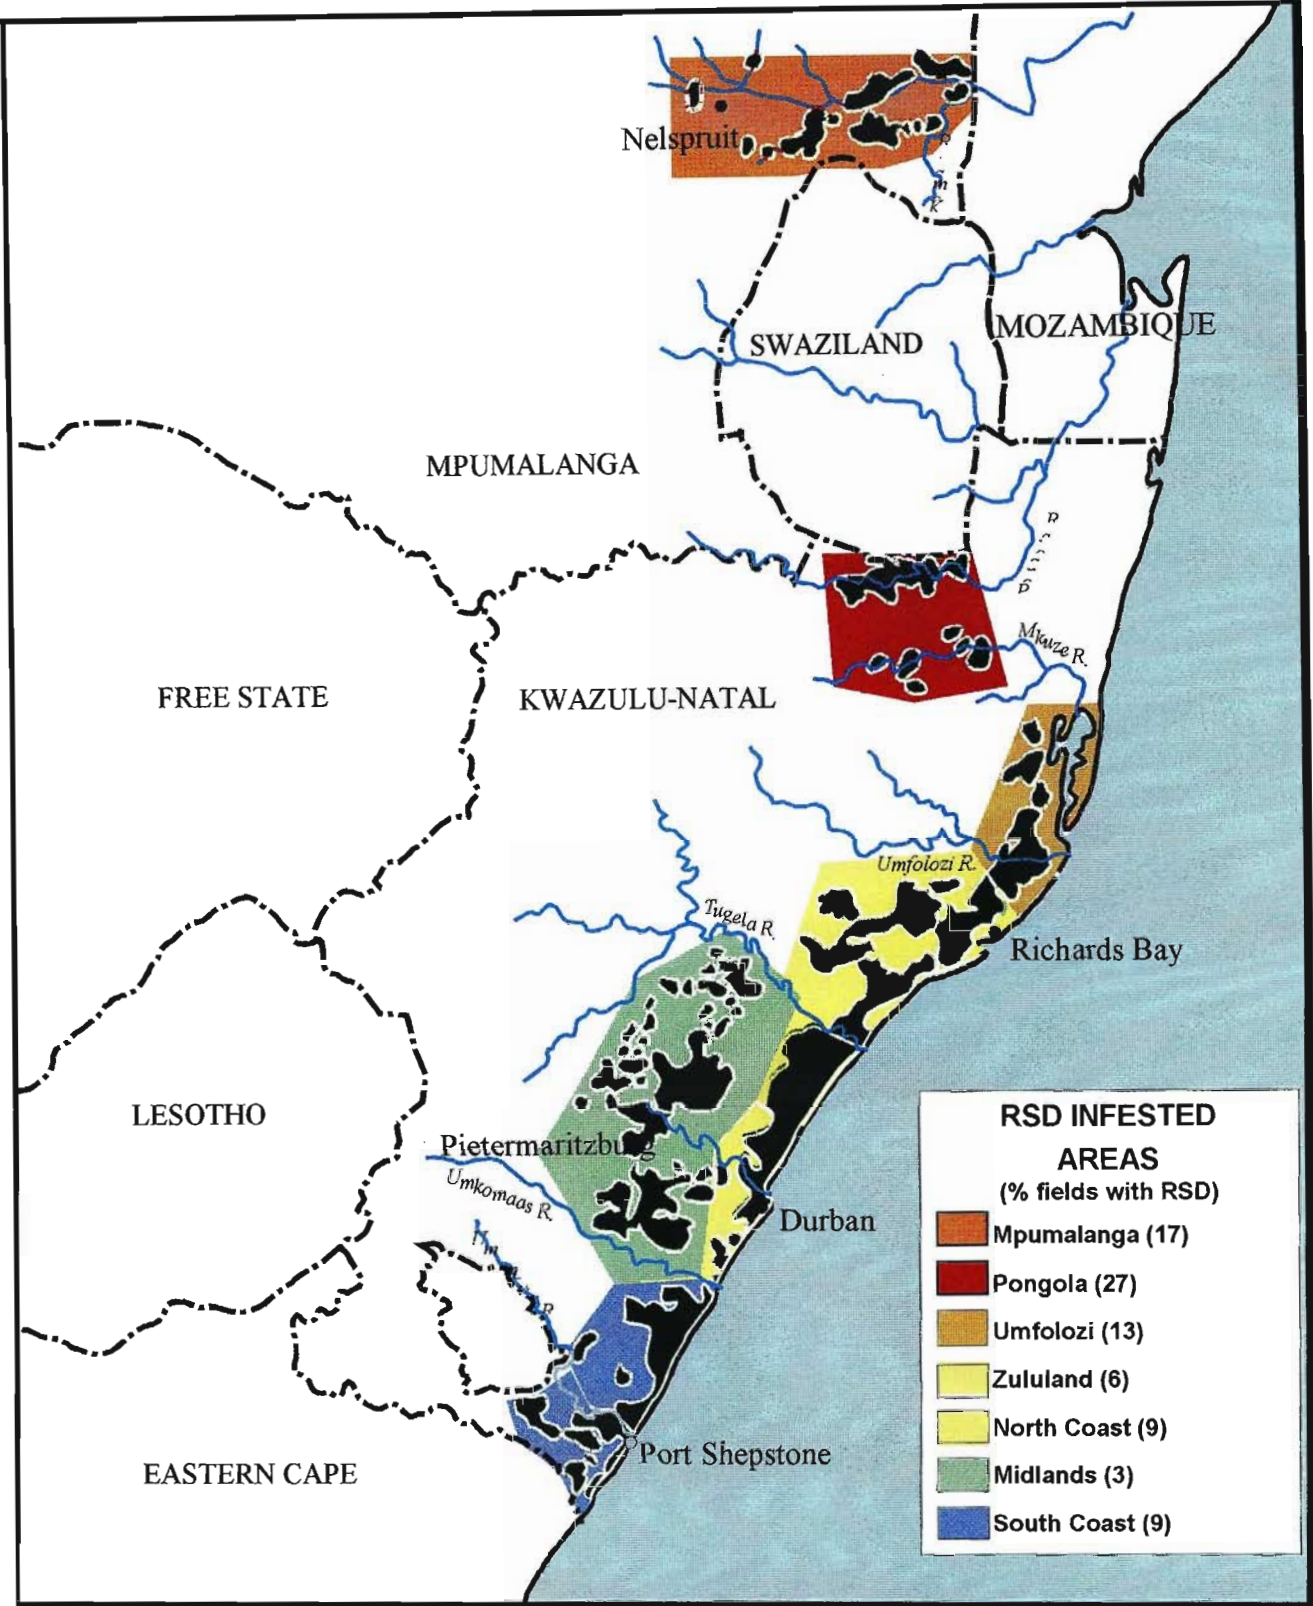 Nelspruit
SWAZILAND
MOZAMBIQUE
MPUMALANGA
Mkuze R.
FREE STATE
KWAZULU-NATAL
Umfolozi R.
Tugela R.
Richards Bay
LESOTHO
Pietermaritzburg
Umkomaas R.
Durban
Port Shepstone
EASTERN CAPE
RSD INFESTED
AREAS
(% fields with RSD)
Mpumalanga (17)
Pongola (27)
Umfolozi (13)
Zululand (6)
North Coast (9)
Midlands (3)
South Coast (9)